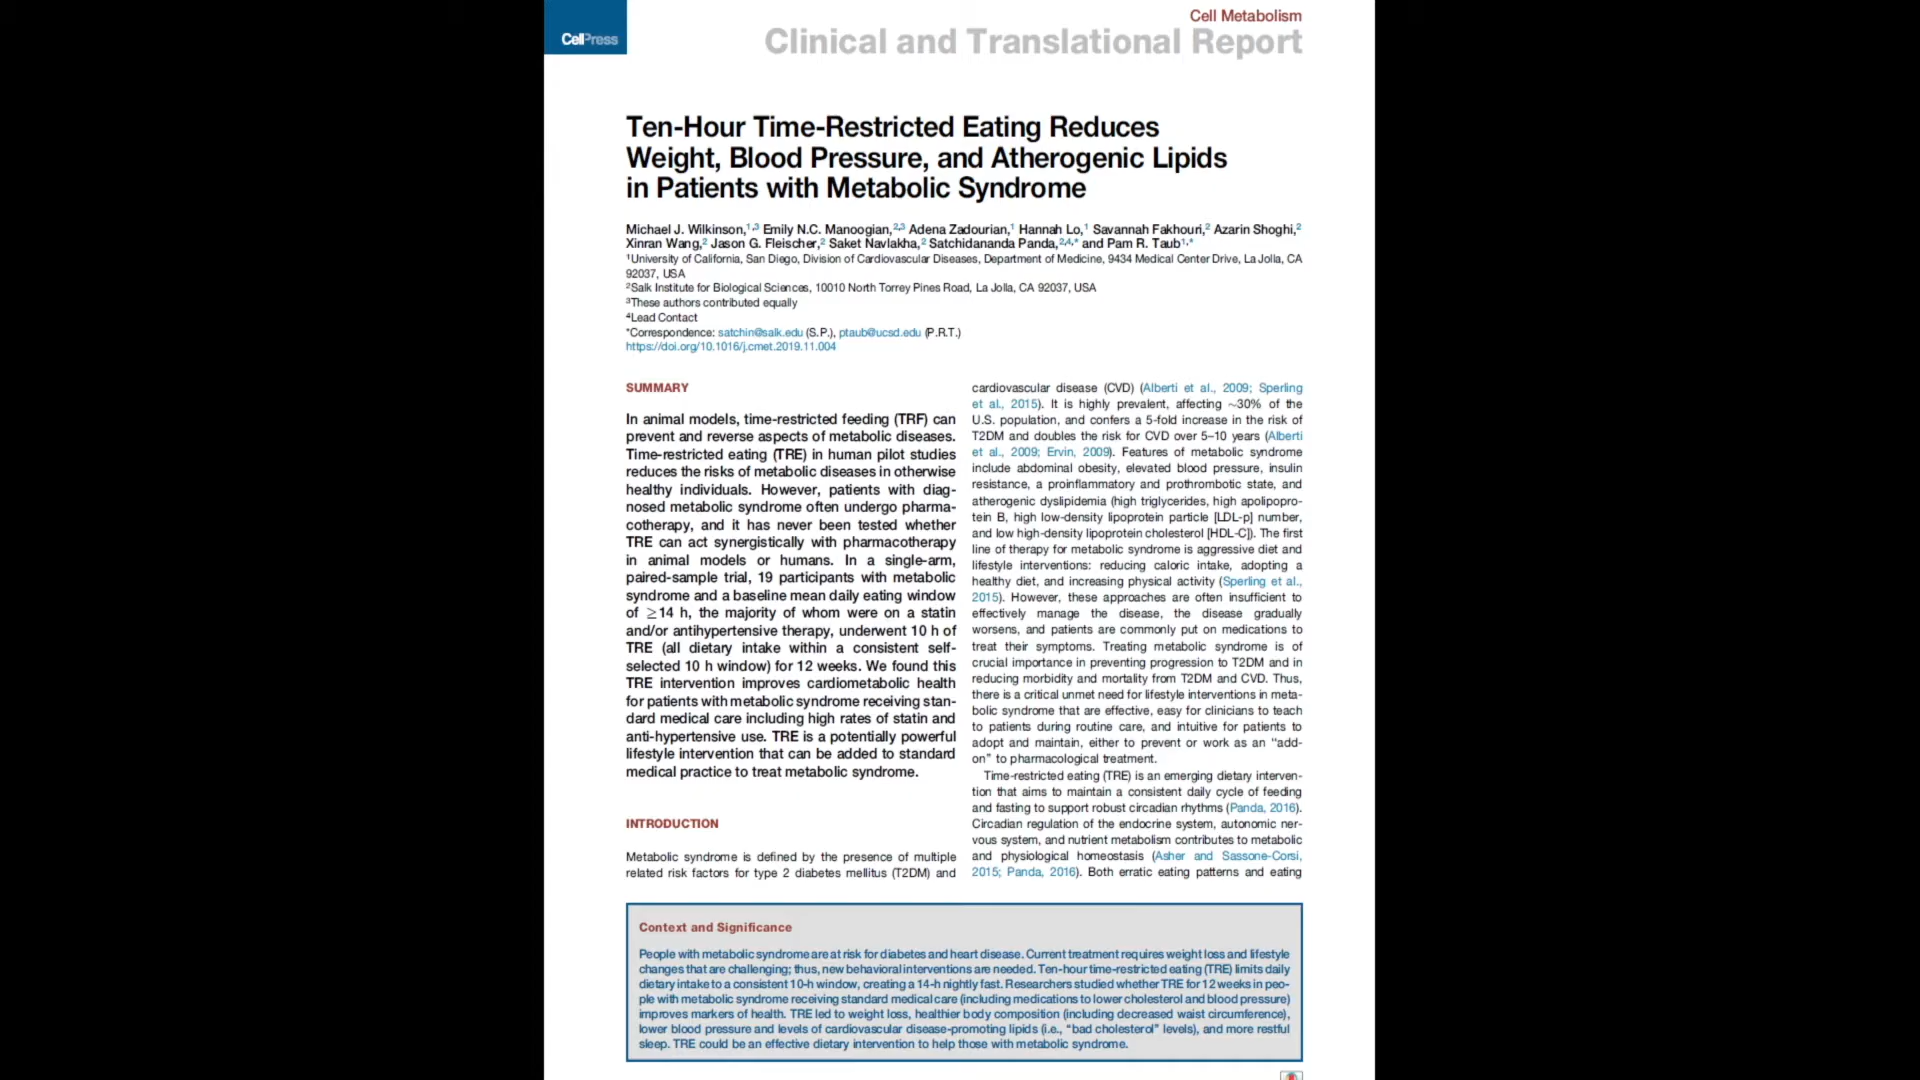 CellPress
Cell Metabolism
Clinical and Translational Report
Ten-Hour Time-Restricted Eating Reduces
Weight, Blood Pressure, and Atherogenic Lipids
in Patients with Metabolic Syndrome
Michael J. Wilkinson,1,3 Emily N.C. Manoogian,2,3 Adena Zadourian,1 Hannah Lo,1 Savannah Fakhouri,2 Azarin Shoghi,2
Xinran Wang,2 Jason G. Fleischer,2 Saket Navlakha,2 Satchidananda Panda,2,4,* and Pam R. Taub1,*
1University of California, San Diego, Division of Cardiovascular Diseases, Department of Medicine, 9434 Medical Center Drive, La Jolla, CA
92037, USA
2Salk Institute for Biological Sciences, 10010 North Torrey Pines Road, La Jolla, CA 92037, USA
3These authors contributed equally
4Lead Contact
*Correspondence: satchin@salk.edu (S.P.), ptaub@ucsd.edu (P.R.T.)
https://doi.org/10.1016/j.cmet.2019.11.004
SUMMARY
In animal models, time-restricted feeding (TRF) can
prevent and reverse aspects of metabolic diseases.
Time-restricted eating (TRE) in human pilot studies
reduces the risks of metabolic diseases in otherwise
healthy individuals. However, patients with diag-
nosed metabolic syndrome often undergo pharma-
cotherapy, and it has never been tested whether
TRE can act synergistically with pharmacotherapy
in animal models or humans. In a single-arm,
paired-sample trial, 19 participants with metabolic
syndrome and a baseline mean daily eating window
of ≥14 h, the majority of whom were on a statin
and/or antihypertensive therapy, underwent 10 h of
TRE (all dietary intake within a consistent self-
selected 10 h window) for 12 weeks. We found this
TRE intervention improves cardiometabolic health
for patients with metabolic syndrome receiving stan-
dard medical care including high rates of statin and
anti-hypertensive use. TRE is a potentially powerful
lifestyle intervention that can be added to standard
medical practice to treat metabolic syndrome.
INTRODUCTION
Metabolic syndrome is defined by the presence of multiple
related risk factors for type 2 diabetes mellitus (T2DM) and
cardiovascular disease (CVD) (Alberti et al., 2009; Sperling
et al., 2015). It is highly prevalent, affecting ~30% of the
U.S. population, and confers a 5-fold increase in the risk of
T2DM and doubles the risk for CVD over 5–10 years (Alberti
et al., 2009; Ervin, 2009). Features of metabolic syndrome
include abdominal obesity, elevated blood pressure, insulin
resistance, a proinflammatory and prothrombotic state, and
atherogenic dyslipidemia (high triglycerides, high apolipopro-
tein B, high low-density lipoprotein particle [LDL-p] number,
and low high-density lipoprotein cholesterol [HDL-C]). The first
line of therapy for metabolic syndrome is aggressive diet and
lifestyle interventions: reducing caloric intake, adopting a
healthy diet, and increasing physical activity (Sperling et al.,
2015). However, these approaches are often insufficient to
effectively manage the disease, the disease gradually
worsens, and patients are commonly put on medications to
treat their symptoms. Treating metabolic syndrome is of
crucial importance in preventing progression to T2DM and in
reducing morbidity and mortality from T2DM and CVD. Thus,
there is a critical unmet need for lifestyle interventions in meta-
bolic syndrome that are effective, easy for clinicians to teach
to patients during routine care, and intuitive for patients to
adopt and maintain, either to prevent or work as an "add-
on" to pharmacological treatment.
Time-restricted eating (TRE) is an emerging dietary interven-
tion that aims to maintain a consistent daily cycle of feeding
and fasting to support robust circadian rhythms (Panda, 2016).
Circadian regulation of the endocrine system, autonomic ner-
vous system, and nutrient metabolism contributes to metabolic
and physiological homeostasis (Asher and Sassone-Corsi,
2015; Panda, 2016). Both erratic eating patterns and eating
Context and Significance
People with metabolic syndrome are at risk for diabetes and heart disease. Current treatment requires weight loss and lifestyle
changes that are challenging; thus, new behavioral interventions are needed. Ten-hour time-restricted eating (TRE) limits daily
dietary intake to a consistent 10-h window, creating a 14-h nightly fast. Researchers studied whether TRE for 12 weeks in peo-
ple with metabolic syndrome receiving standard medical care (including medications to lower cholesterol and blood pressure)
improves markers of health. TRE led to weight loss, healthier body composition (including decreased waist circumference),
lower blood pressure and levels of cardiovascular disease-promoting lipids (i.e., "bad cholesterol" levels), and more restful
sleep. TRE could be an effective dietary intervention to help those with metabolic syndrome.